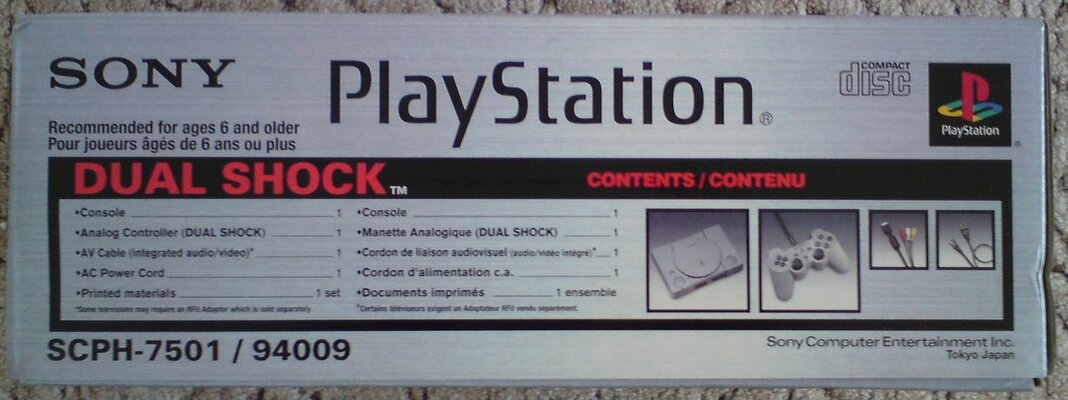 SONY
PlayStation®
COMPACT
disc
PlayStation
®
Recommended for ages 6 and older
Pour joueurs âgés de 6 ans ou plus
DUAL SHOCK™
CONTENTS / CONTENU
•Console 1
•Analog Controller (DUAL SHOCK) 1
•AV Cable (integrated audio/video)* 1
•AC Power Cord 1
•Printed materials 1 set
*Some televisions may require an RFU Adaptor which is sold separately.
•Console 1
•Manette Analogique (DUAL SHOCK) 1
•Cordon de liaison audiovisuel (audio/vidéo intégré)* 1
•Cordon d'alimentation c.a. 1
•Documents imprimés 1 ensemble
*Certains téléviseurs exigent un Adaptateur RFU vendu séparément.
SCPH-7501 / 94009
Sony Computer Entertainment Inc.
Tokyo Japan